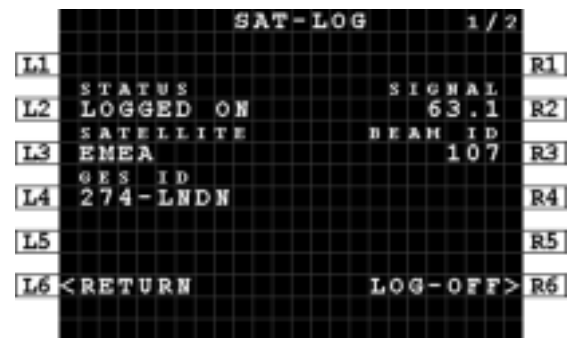 SAT-LOG 1/2
L1 R1
STATUS SIGNAL
L2 LOGGED ON 63.1 R2
SATELLITE BEAM ID
L3 EMEA 107 R3
GES ID
L4 274-LNDN R4
L5 R5
L6 <RETURN LOG-OFF> R6